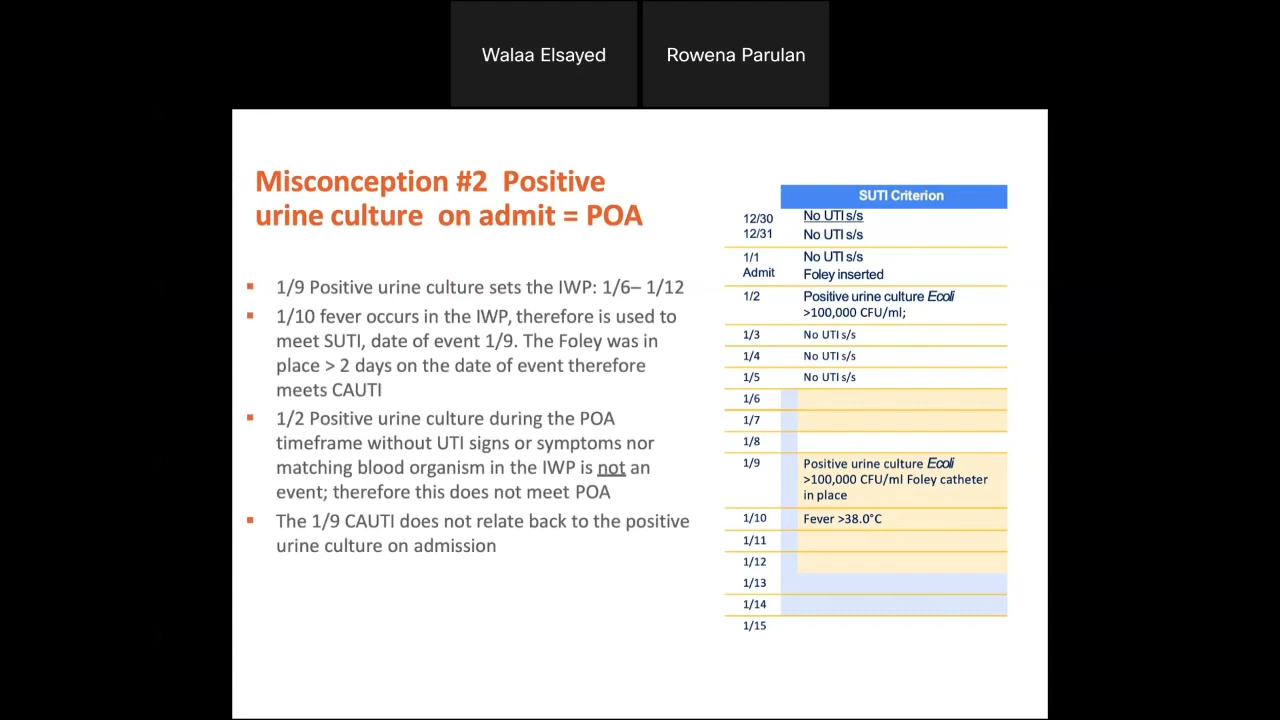 Walaa Elsayed
Rowena Parulan
Misconception #2 Positive
urine culture on admit = POA
▪ 1/9 Positive urine culture sets the IWP: 1/6– 1/12
▪ 1/10 fever occurs in the IWP, therefore is used to
meet SUTI, date of event 1/9. The Foley was in
place > 2 days on the date of event therefore
meets CAUTI
▪ 1/2 Positive urine culture during the POA
timeframe without UTI signs or symptoms nor
matching blood organism in the IWP is not an
event; therefore this does not meet POA
▪ The 1/9 CAUTI does not relate back to the positive
urine culture on admission
SUTI Criterion
12/30 No UTI s/s
12/31 No UTI s/s
1/1 No UTI s/s
Admit Foley inserted
1/2 Positive urine culture Ecoli
>100,000 CFU/ml;
1/3 No UTI s/s
1/4 No UTI s/s
1/5 No UTI s/s
1/6
1/7
1/8
1/9 Positive urine culture Ecoli
>100,000 CFU/ml Foley catheter
in place
1/10 Fever >38.0°C
1/11
1/12
1/13
1/14
1/15